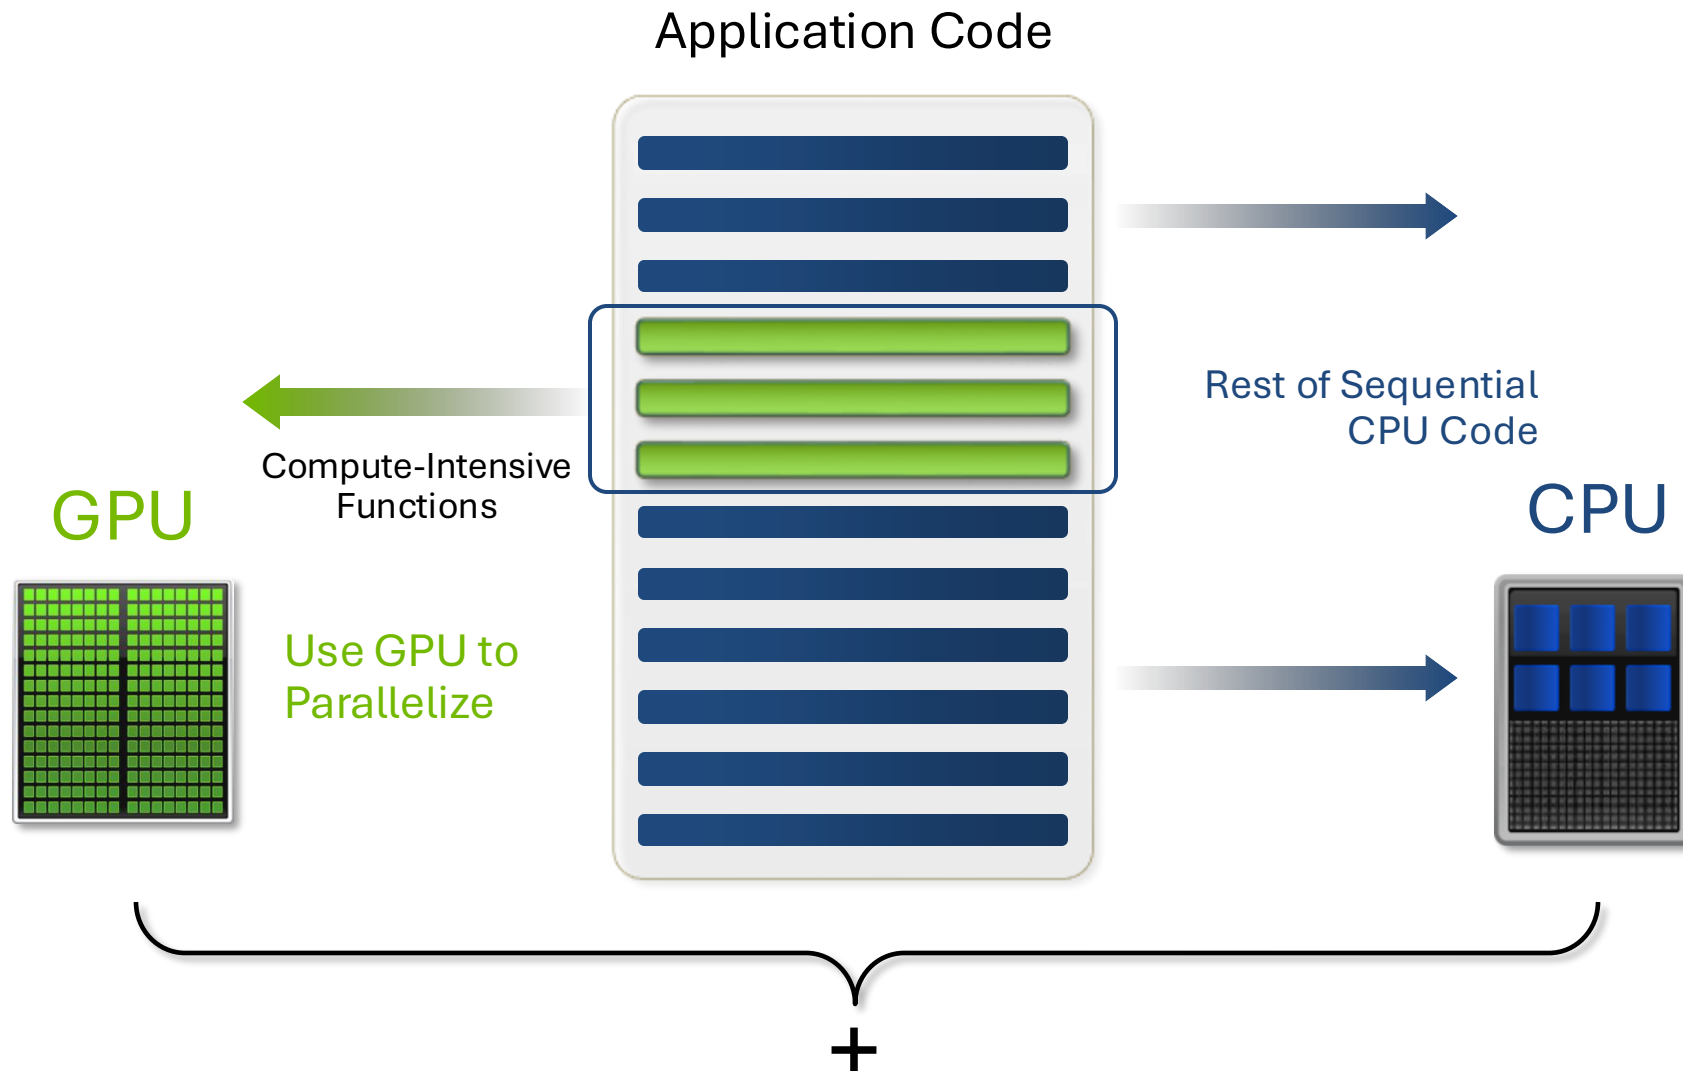 Application Code
Compute-Intensive
Functions
GPU
Use GPU to
Parallelize
Rest of Sequential
CPU Code
CPU
+